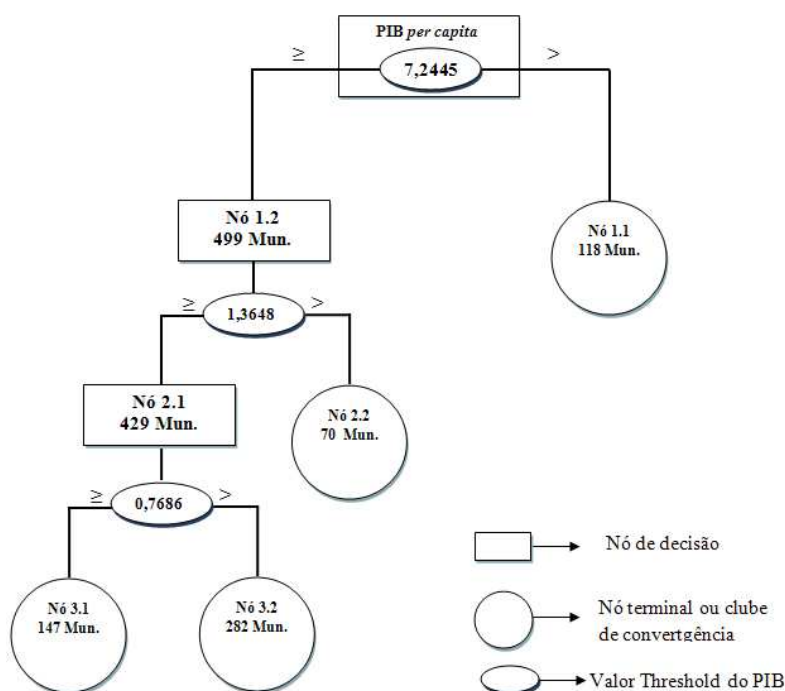 PIB per capita
≥
7,2445
>
Nó 1.2
499 Mun.
Nó 1.1
118 Mun.
≥
1,3648
>
Nó 2.1
429 Mun.
Nó 2.2
70 Mun.
≥
0,7686
>
Nó 3.1
147 Mun.
Nó 3.2
282 Mun.
Nó de decisão
Nó terminal ou clube
de convertgência
Valor Threshold do PIB